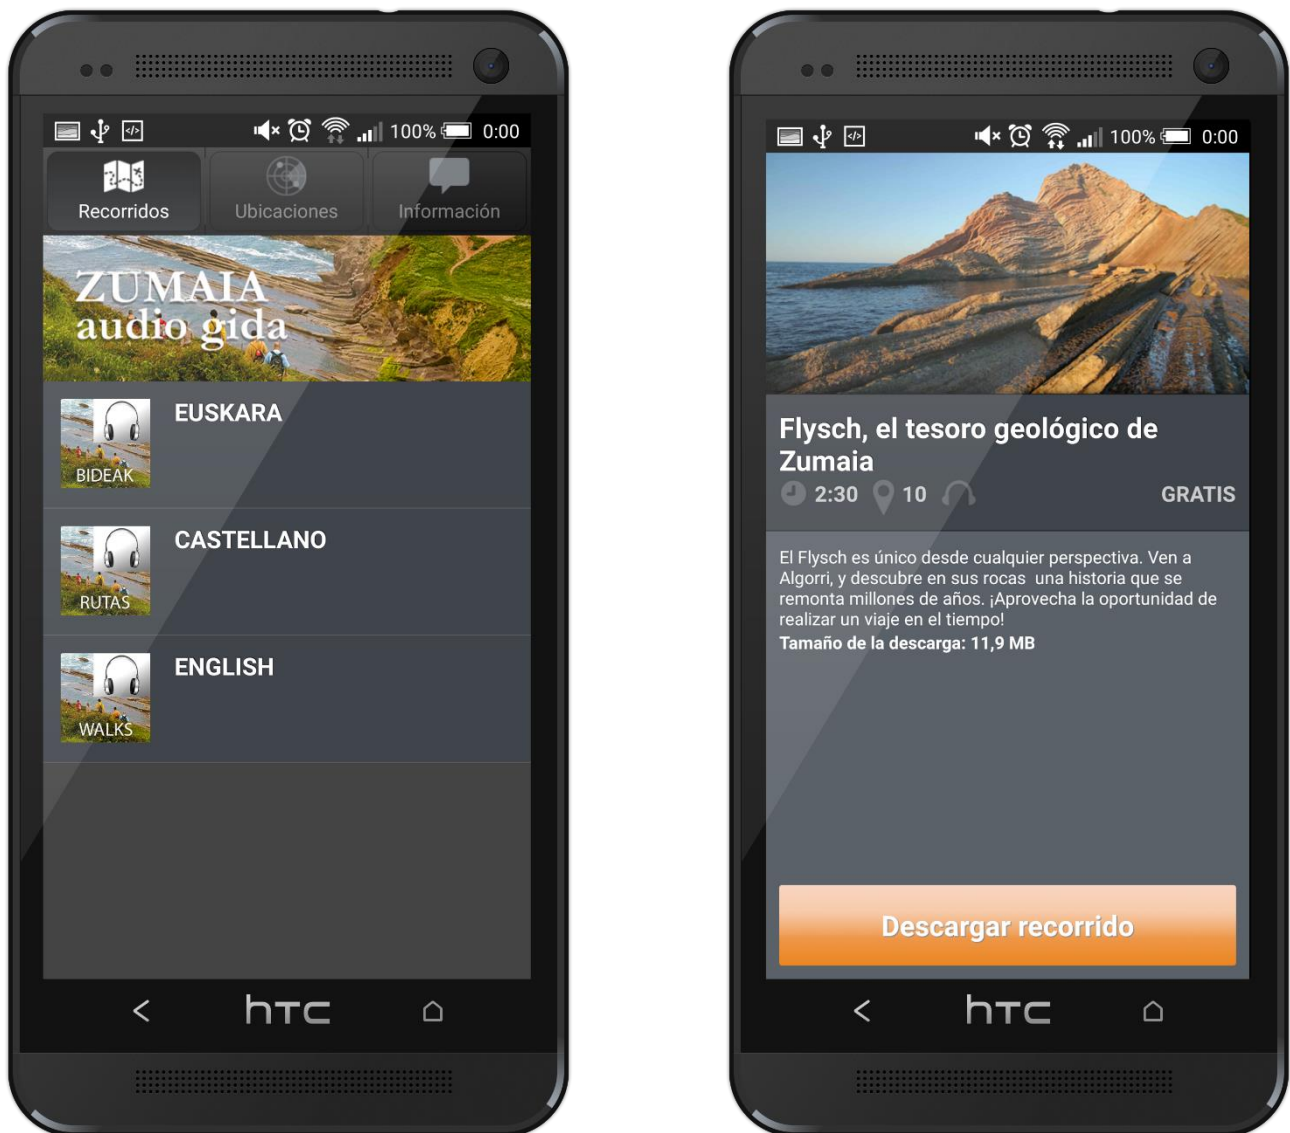 100% 0:00
Recorridos Ubicaciones Información
ZUMAIA
audio gida
BIDEAK
EUSKARA
RUTAS
CASTELLANO
WALKS
ENGLISH
htc
100% 0:00
Flysch, el tesoro geológico de
Zumaia
2:30 10 GRATIS
El Flysch es único desde cualquier perspectiva. Ven a
Algorri, y descubre en sus rocas una historia que se
remonta millones de años. ¡Aprovecha la oportunidad de
realizar un viaje en el tiempo!
Tamaño de la descarga: 11,9 MB
Descargar recorrido
htc